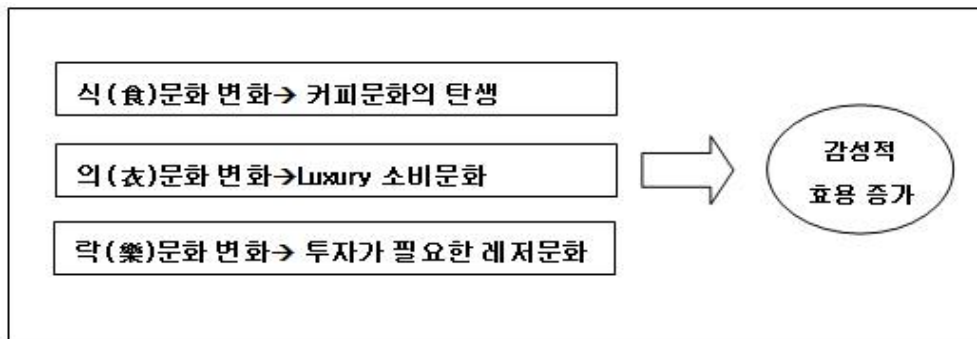 식(食)문화 변화→ 커피문화의 탄생
의(衣)문화 변화→Luxury 소비문화
락(樂)문화 변화→ 투자가 필요한 레저문화
감성적
효용 증가